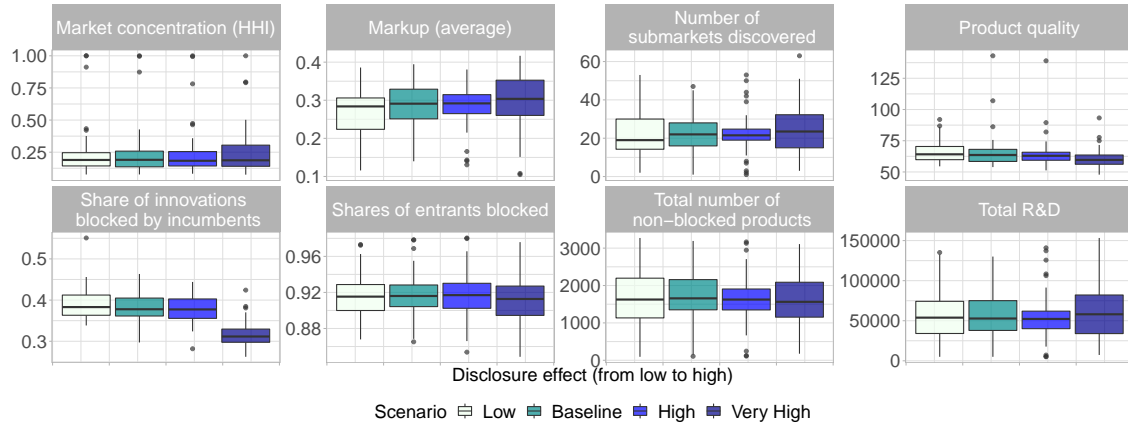 Market concentration (HHI)
Markup (average)
Number of
submarkets discovered
Product quality
1.00
0.75
0.50
0.25
0.4
0.3
0.2
0.1
60
40
20
0
125
100
75
50
Share of innovations
blocked by incumbents
Shares of entrants blocked
Total number of
non−blocked products
Total R&D
0.5
0.4
0.3
0.96
0.92
0.88
3000
2000
1000
0
150000
100000
50000
0
Disclosure effect (from low to high)
Scenario Low Baseline High Very High